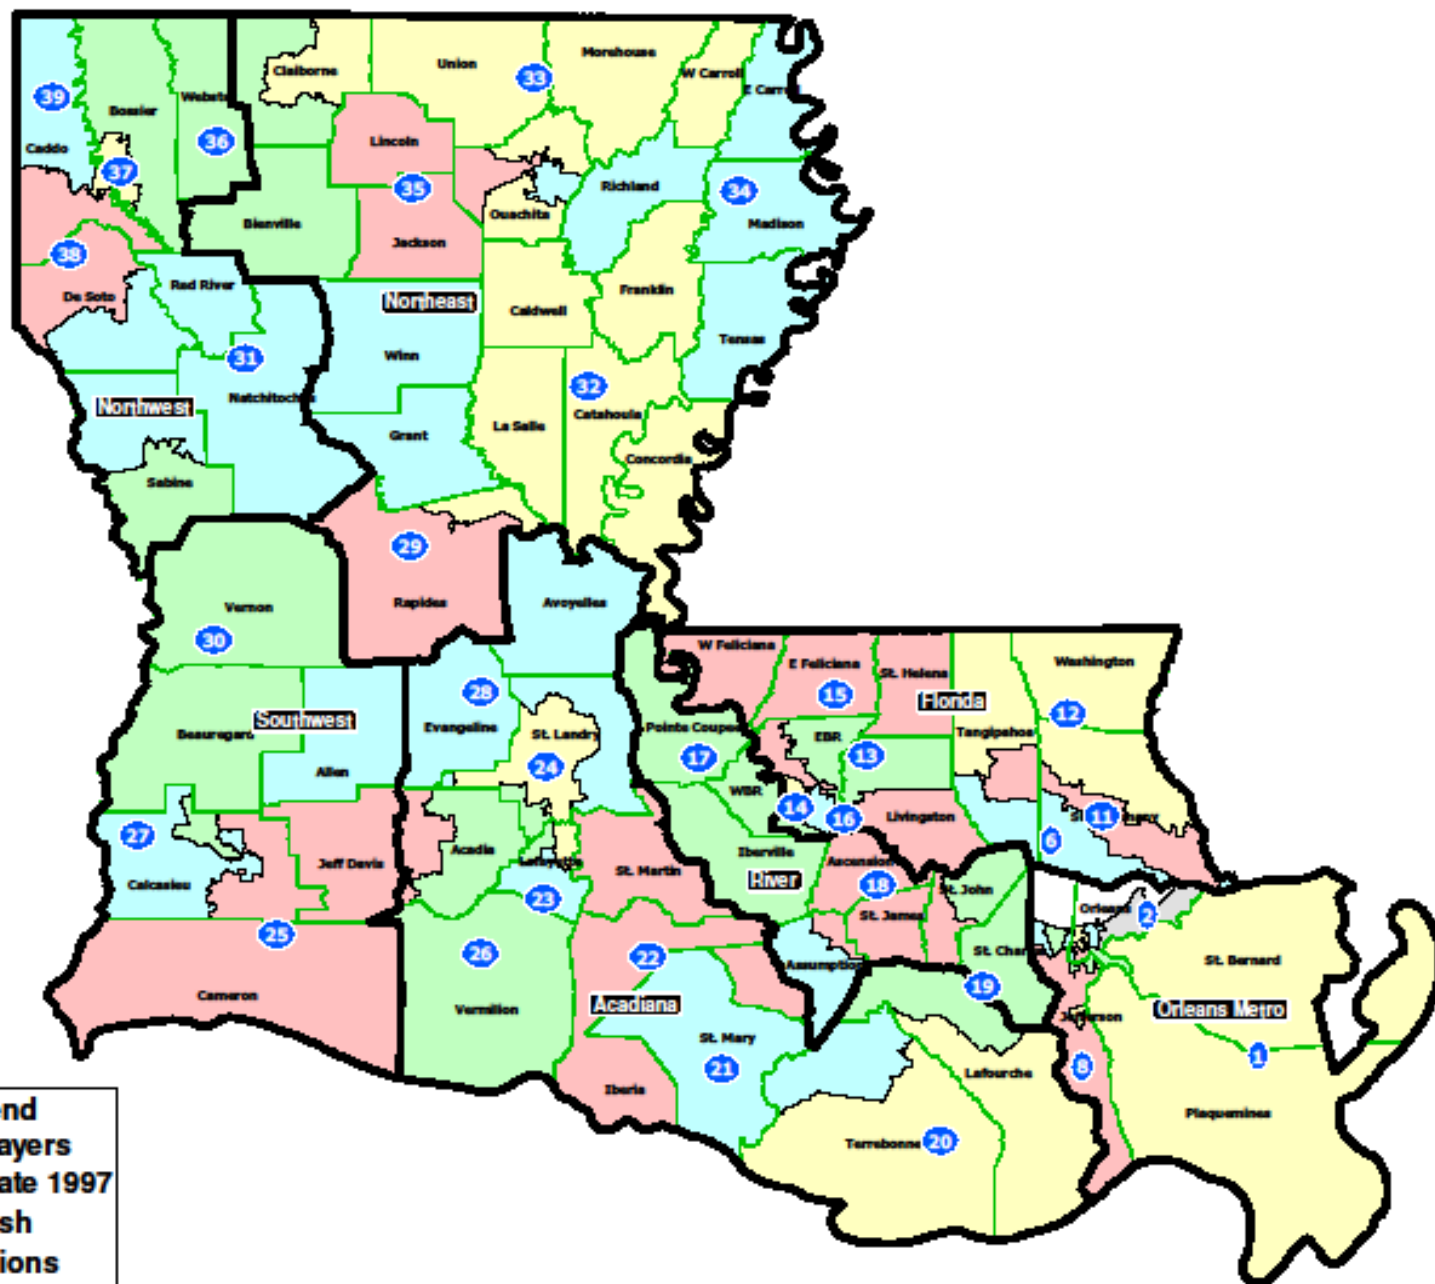 Claiborne
Union
Morehouse
W Carroll
E Carroll
33
39
Bossier
Webste
36
Caddo
37
Lincoln
35
Richland
34
Ouachita
Madison
Bienville
Jackson
38
Red River
De Soto
Northeast
Franklin
Caldwell
Tensas
Winn
31
Natchitoches
Northwest
32
Catahoula
La Salle
Grant
Concordia
Sabine
29
Rapides
Avoyelles
Vernon
30
W Feliciana
E Feliciana
St. Helena
Washington
15
Florida
12
28
Evangeline
Southwest
Beauregard
St. Landry
Pointe Coupee
EBR
13
Tangipahoa
17
24
Allen
WBR
14
16
Livingston
11
6
27
Jeff Davis
Acadia
Lafayette
Iberville
Ascension
Calcasieu
St. Martin
River
18
St. John
23
St. James
Orleans
2
25
26
22
Assumption
St. Char
St. Bernard
19
Cameron
Vermilion
Acadiana
Jefferson
Orleans Metro
St. Mary
21
1
8
Lafourche
Iberia
Plaquemines
Terrebonne
20
end
ayers
ate 1997
sh
ions